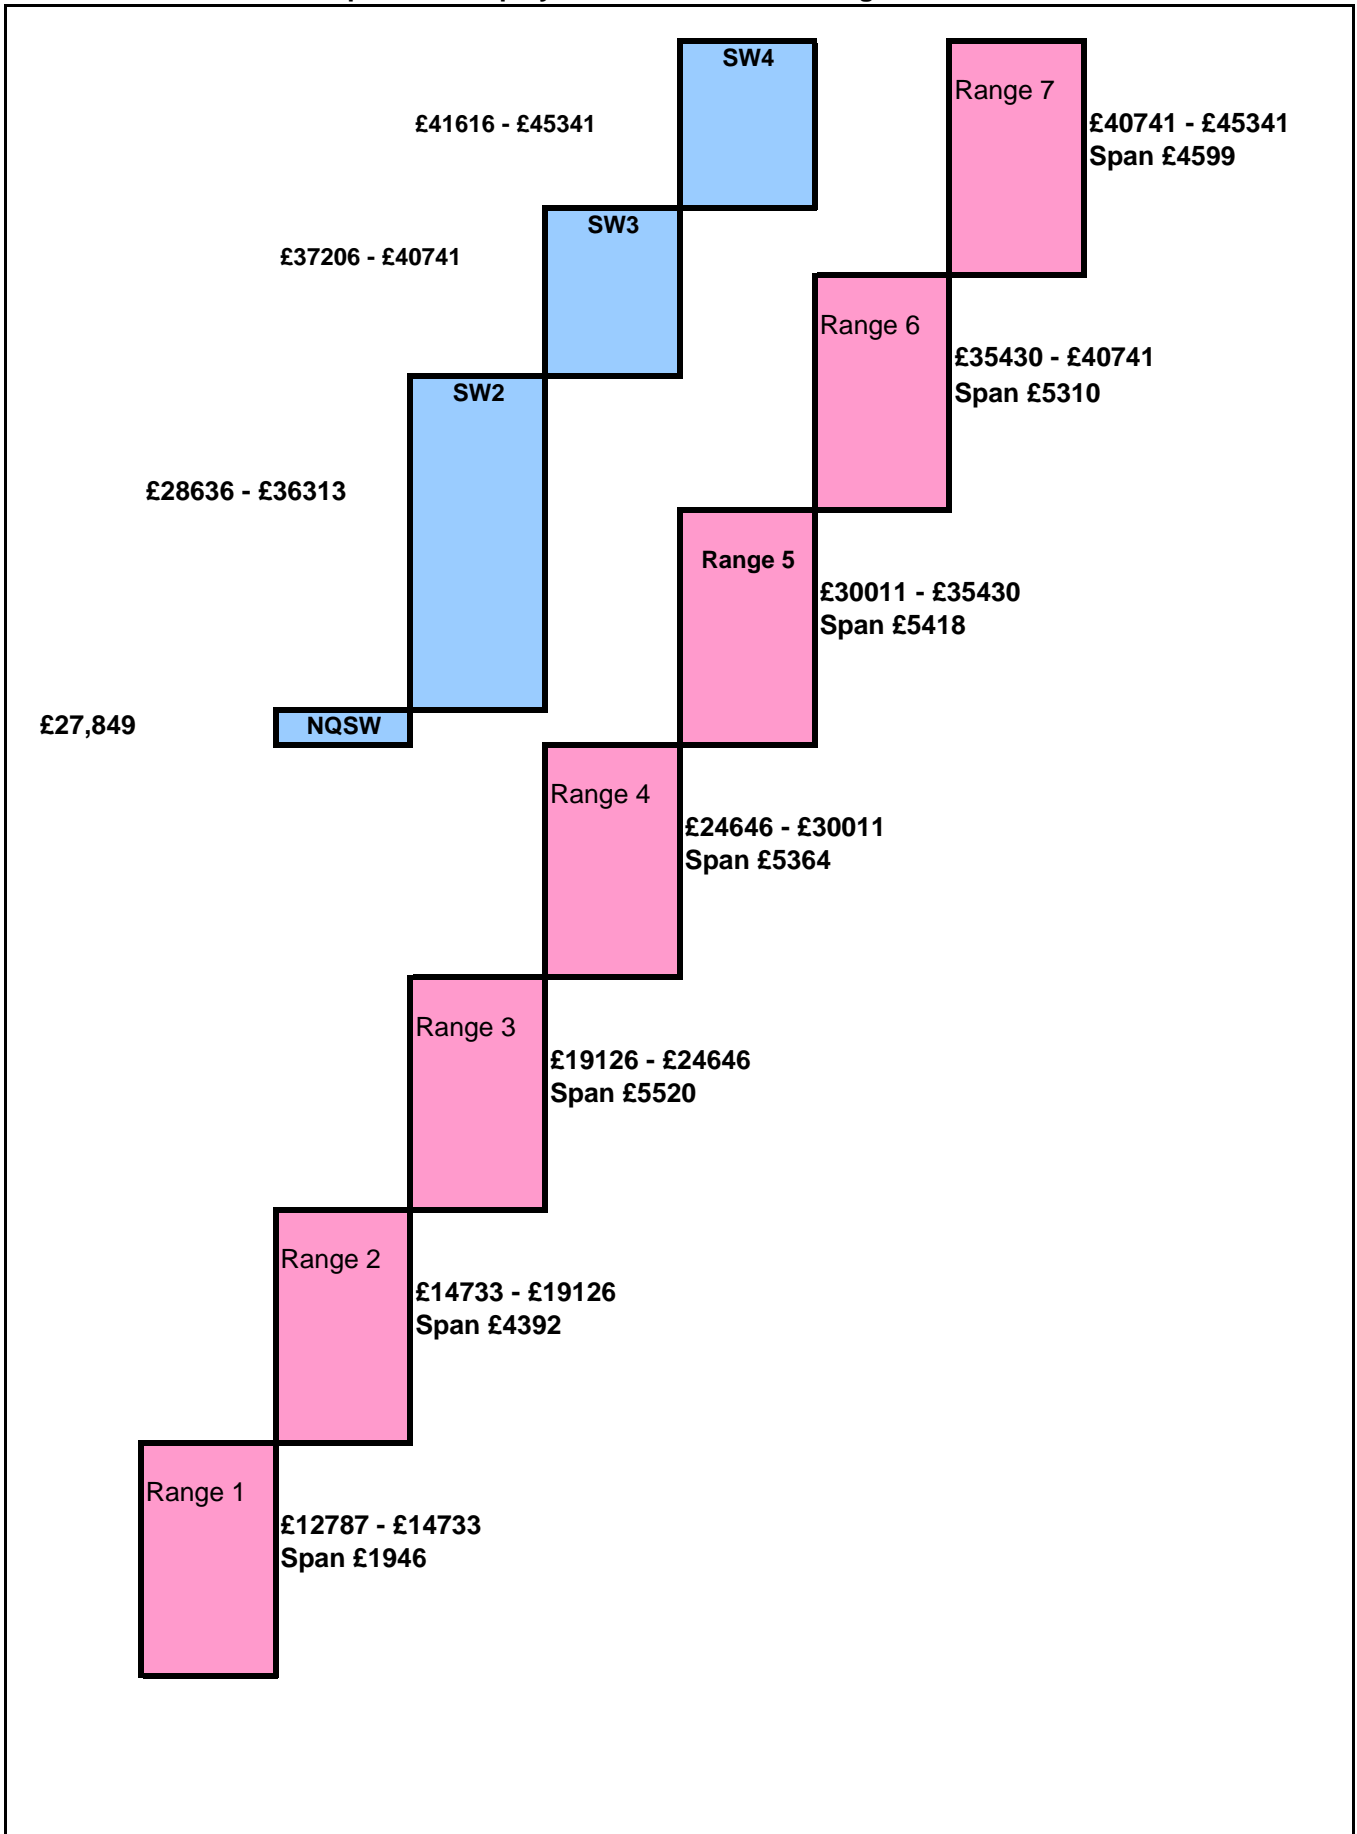 SW4
Range 7
£41616 - £45341
£40741 - £45341
Span £4599
SW3
£37206 - £40741
Range 6
£35430 - £40741
Span £5310
SW2
£28636 - £36313
Range 5
£30011 - £35430
Span £5418
£27,849
NQSW
Range 4
£24646 - £30011
Span £5364
Range 3
£19126 - £24646
Span £5520
Range 2
£14733 - £19126
Span £4392
Range 1
£12787 - £14733
Span £1946